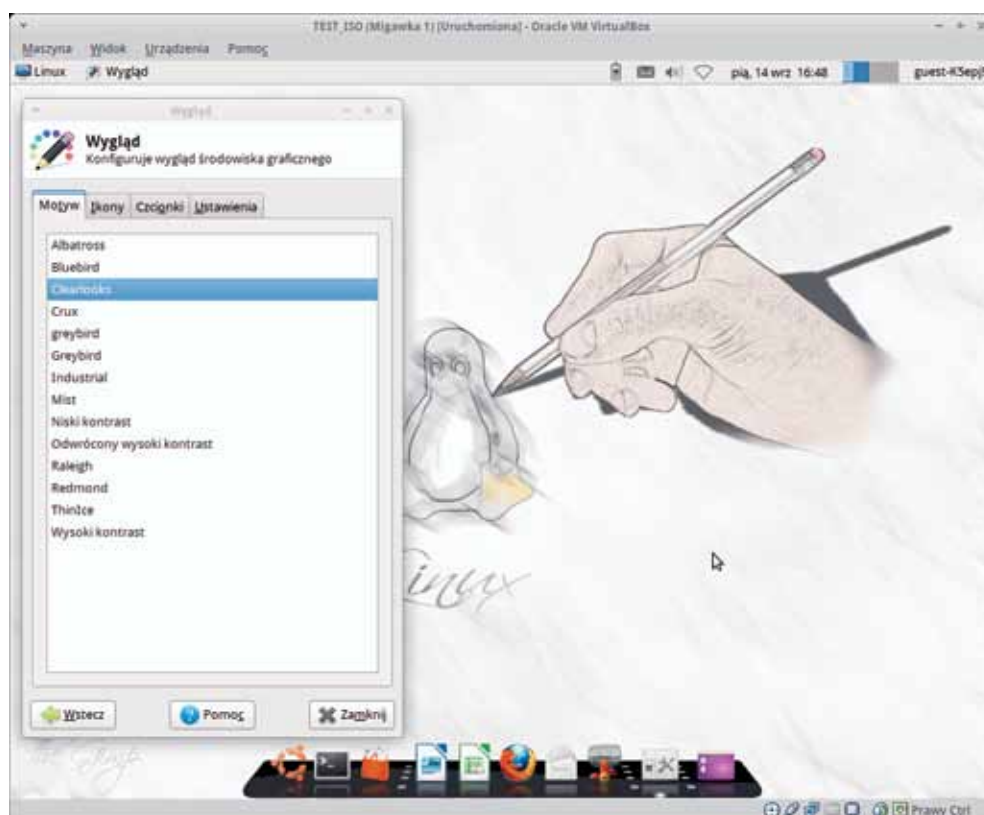 TEST_ISO (Migawka 1) [Uruchomiona] - Oracle VM VirtualBox
Maszyna Widok Urządzenia Pomoc
Linux Wygląd pią, 14 wrz 16:48
Wygląd
Wygląd
Konfiguruje wygląd środowiska graficznego
Motyw Ikony Czcionki Ustawienia
Albatross
Bluebird
Clearlooks
Crux
greybird
Greybird
Industrial
Mist
Niski kontrast
Odwrócony wysoki kontrast
Raleigh
Redmond
ThinIce
Wysoki kontrast
Linux
Wstecz Pomoc Zamknij
Prawy Ctrl